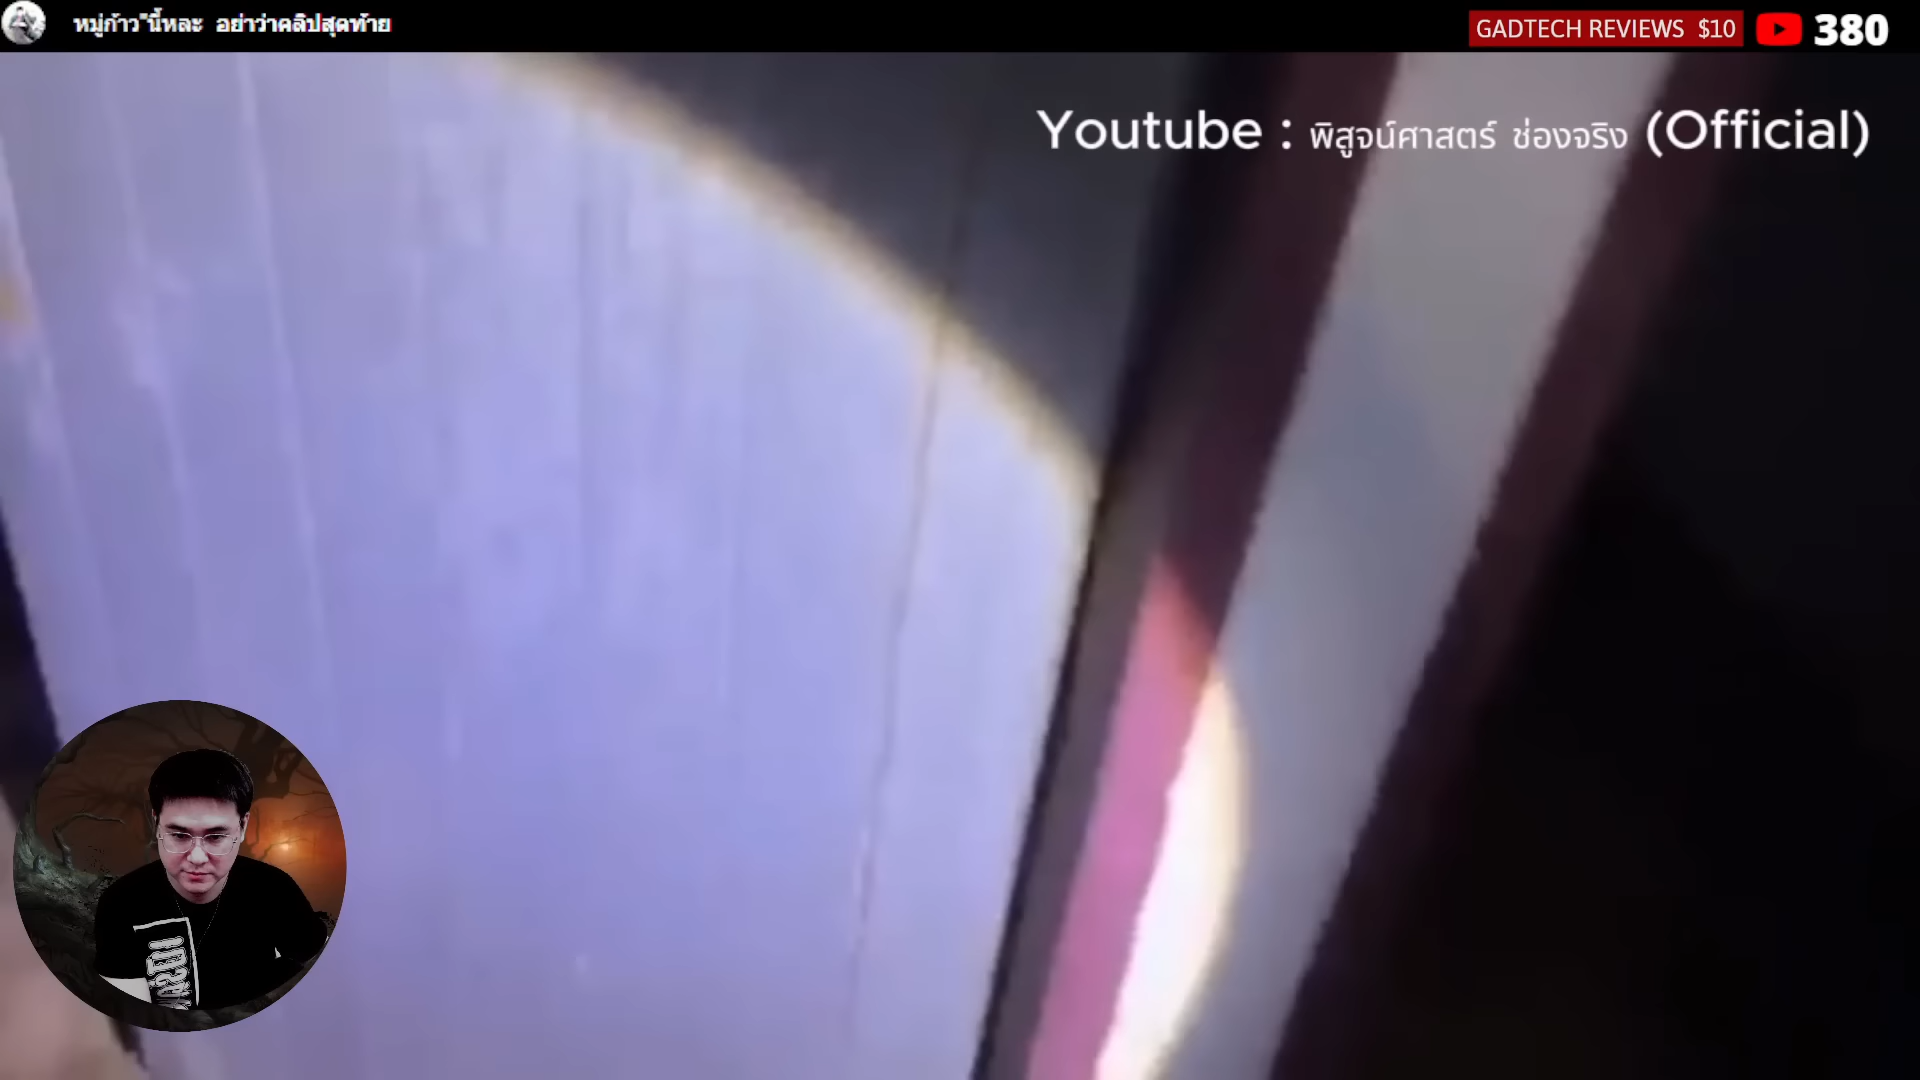 หมู่ก้าว"นี้หละ อย่าว่าคลิปสุดท้าย
GADTECH REVIEWS $10
380
Youtube : พิสูจน์ศาสตร์ ช่องจริง (Official)